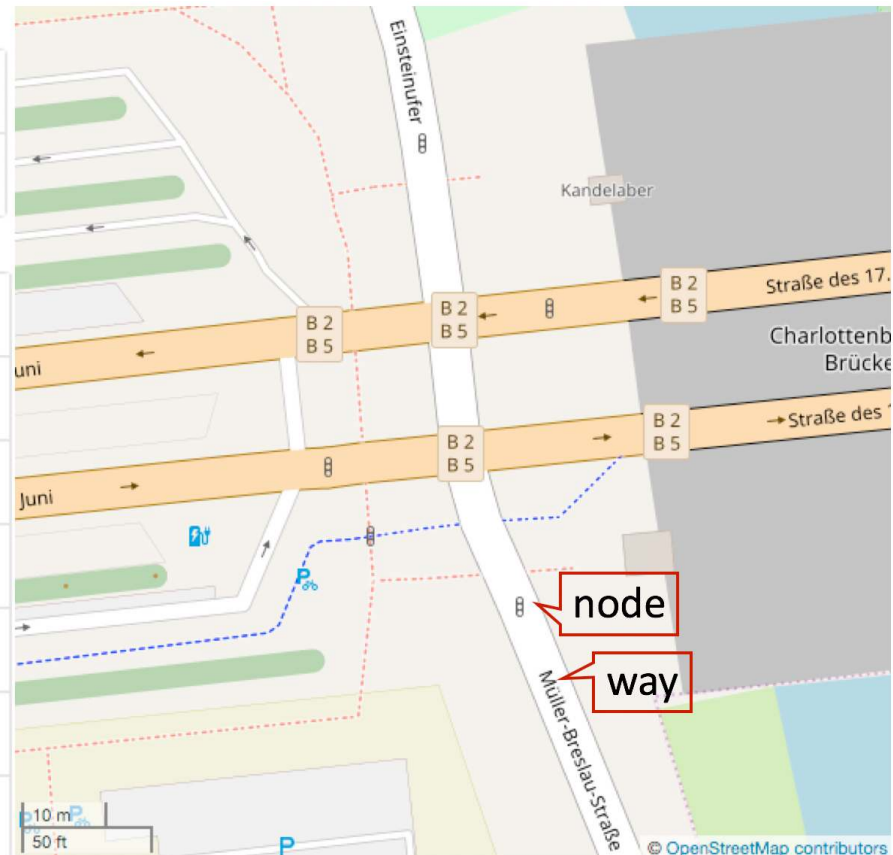 Einsteinufer
Kandelaber
B 2
B 5
Straße des 17.
B 2
B 5
B 2
B 5
Charlottenb
Brücke
uni
B 2
B 5
Straße des 1
B 2
B 5
Juni
P
node
way
Müller-Breslau-Straße
10 m
P
50 ft
P
© OpenStreetMap contributors